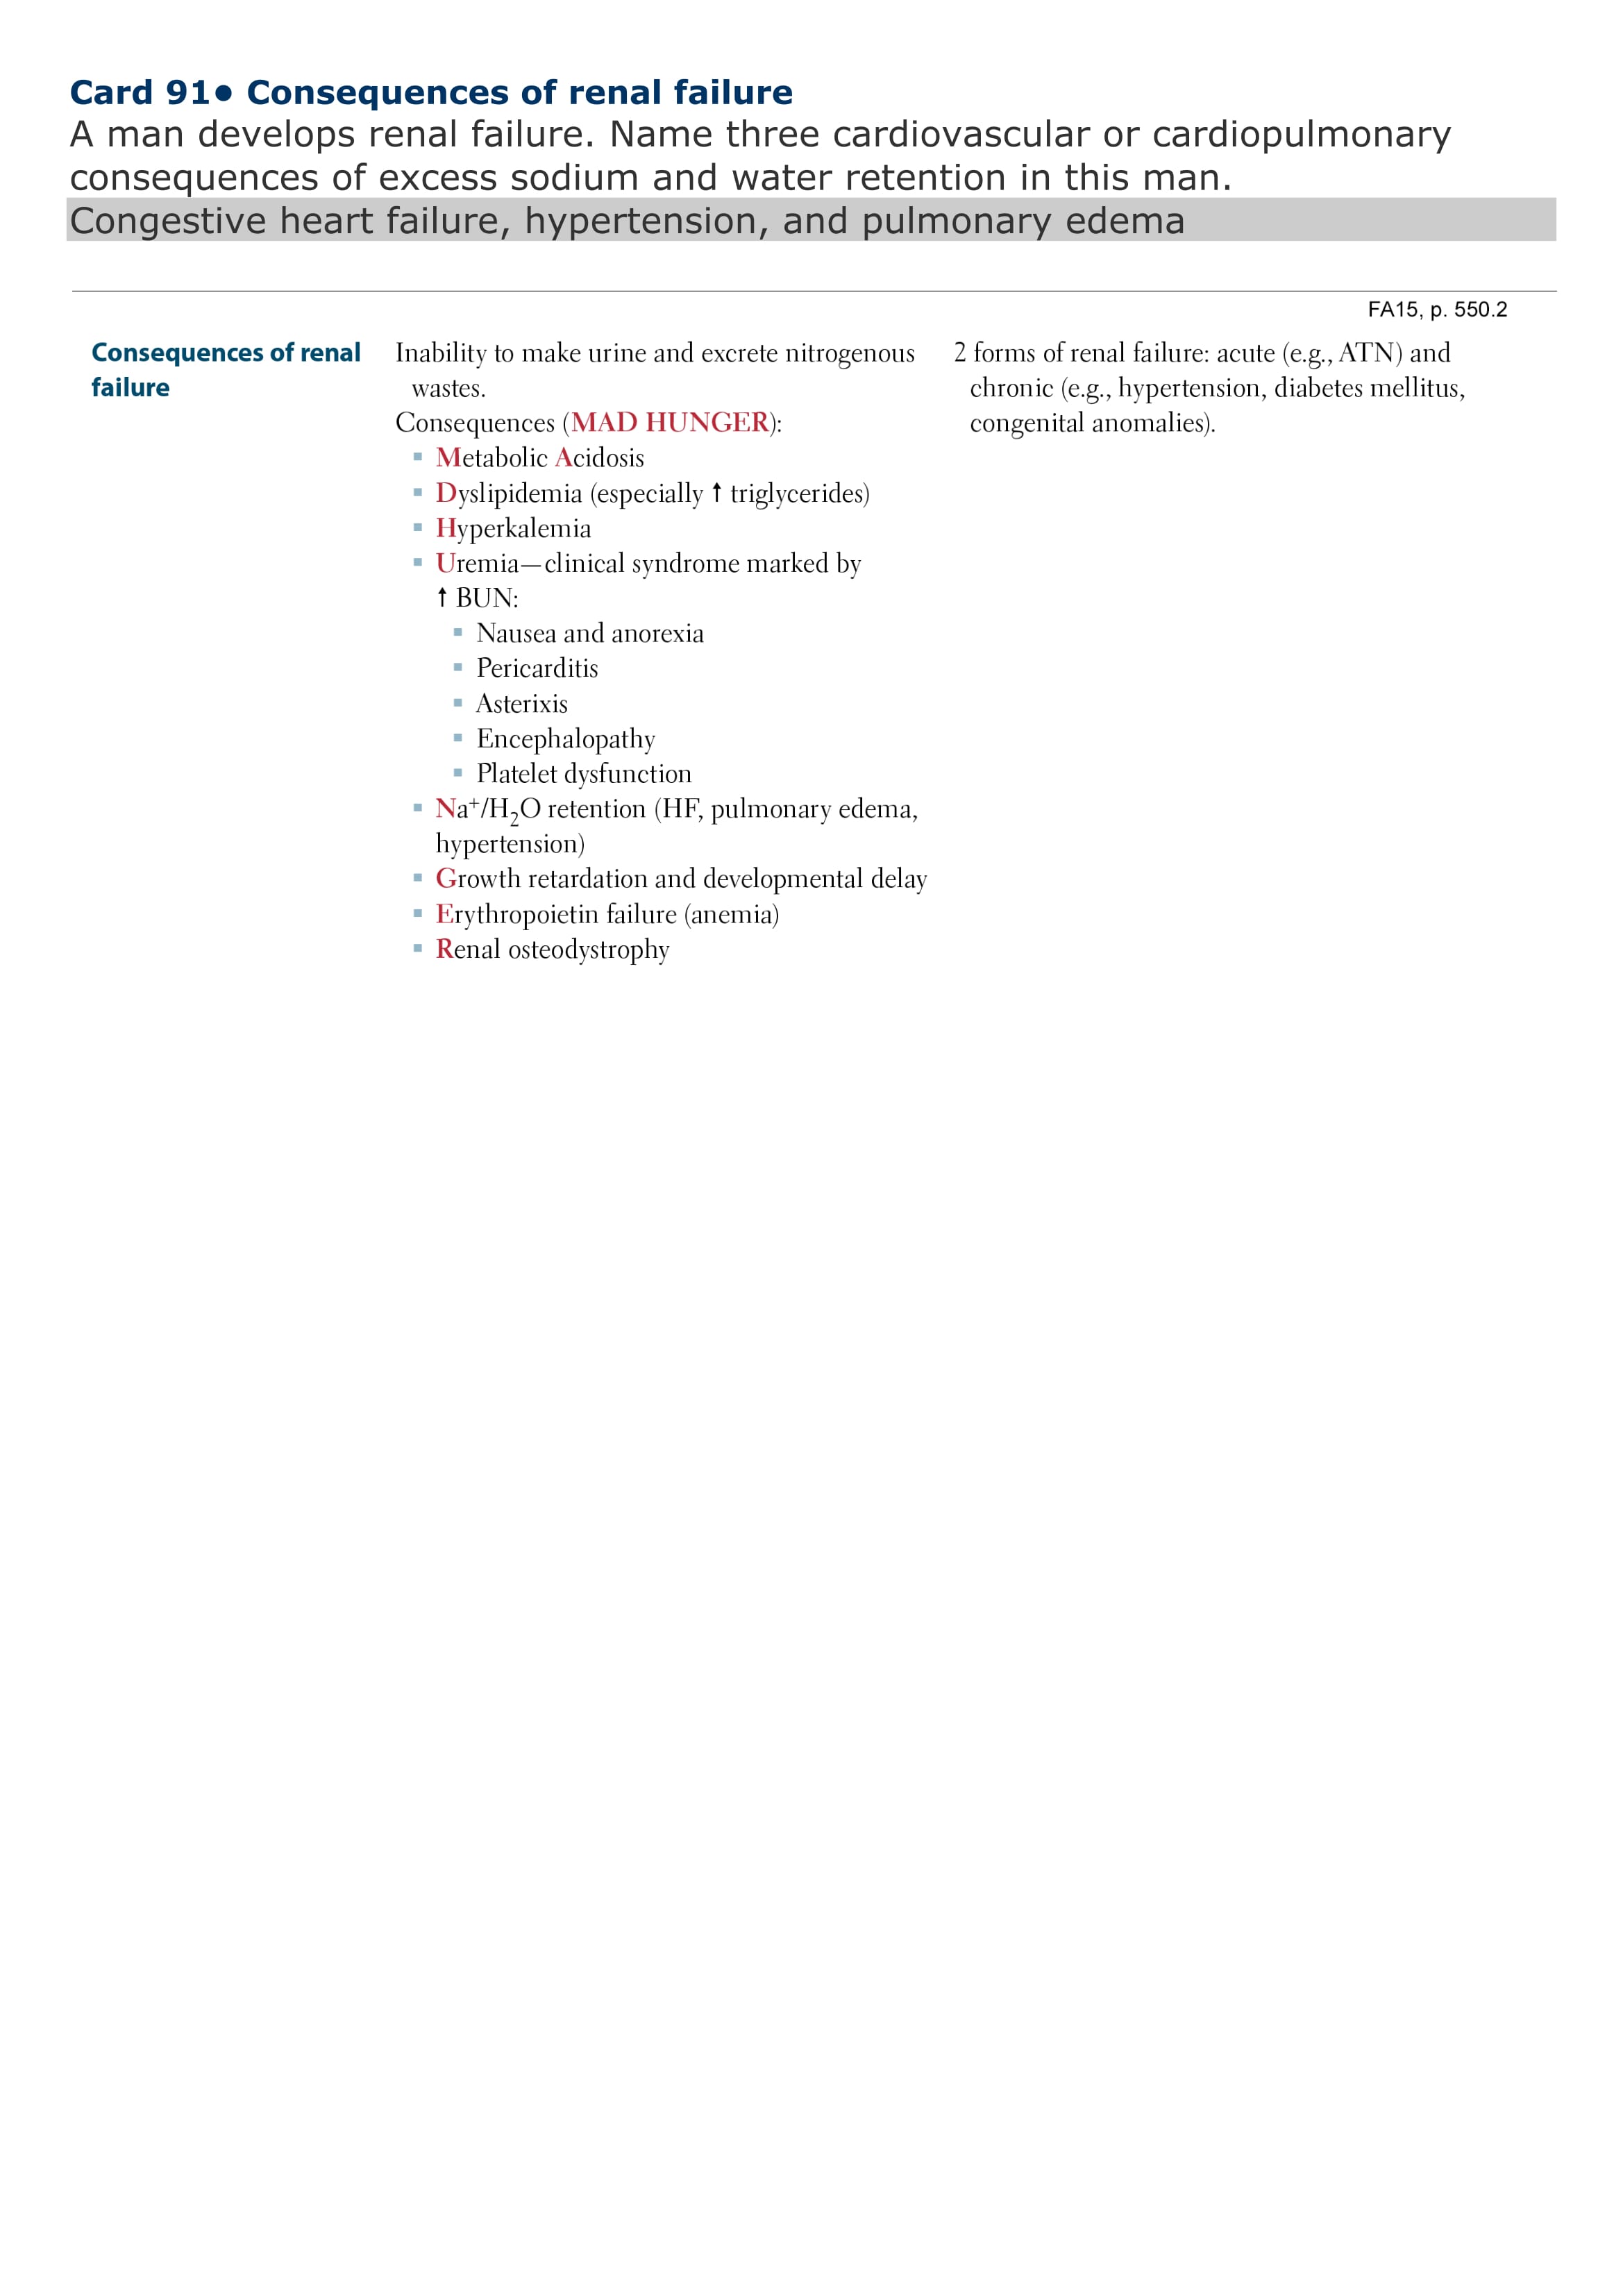 Card 91● Consequences of renal failure
A man develops renal failure. Name three cardiovascular or cardiopulmonary
consequences of excess sodium and water retention in this man.
Congestive heart failure, hypertension, and pulmonary edema
FA15, p. 550.2
Consequences of renal
failure
Inability to make urine and excrete nitrogenous
wastes.
Consequences (MAD HUNGER):
▪ Metabolic Acidosis
▪ Dyslipidemia (especially ↑ triglycerides)
▪ Hyperkalemia
▪ Uremia—clinical syndrome marked by
↑ BUN:
▪ Nausea and anorexia
▪ Pericarditis
▪ Asterixis
▪ Encephalopathy
▪ Platelet dysfunction
▪ Na⁺/H₂O retention (HF, pulmonary edema,
hypertension)
▪ Growth retardation and developmental delay
▪ Erythropoietin failure (anemia)
▪ Renal osteodystrophy
2 forms of renal failure: acute (e.g., ATN) and
chronic (e.g., hypertension, diabetes mellitus,
congenital anomalies).